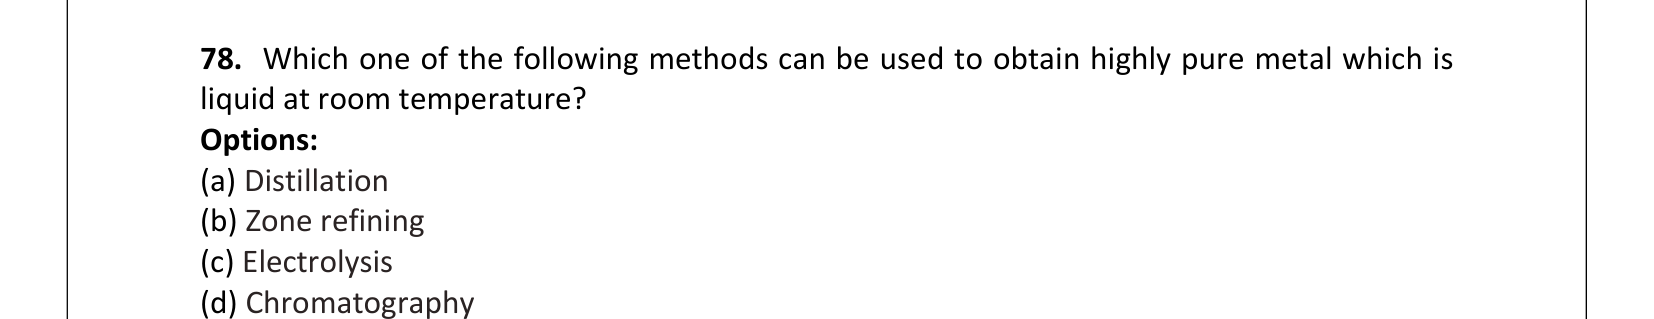 78. Which one of the following methods can be used to obtain highly pure metal which is
liquid at room temperature?
Options:
(a) Distillation
(b) Zone refining
(c) Electrolysis
(d) Chromatography